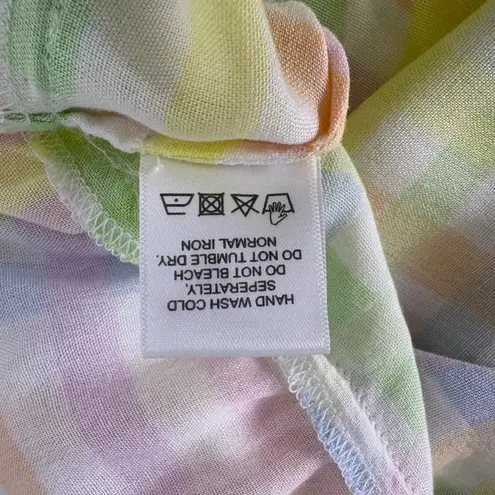 HAND WASH COLD
SEPERATELY.
DO NOT BLEACH
DO NOT TUMBLE DRY.
NORMAL IRON